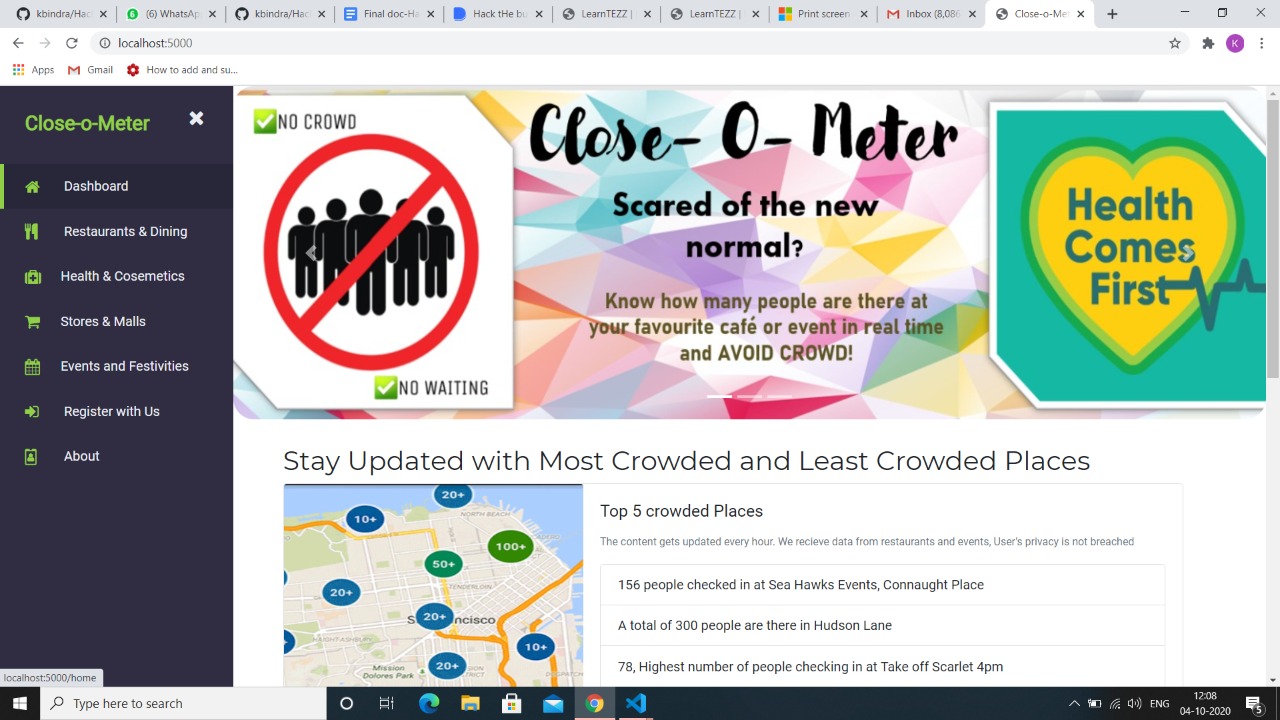 kbindra/Hac
(6) WhatsAp
kbindra/Hac
Final doc-Ha
Hack the bu
LearnTEZZ |
LearnTEZZ |
Print screen
Inbox (8,086
Close-o-Met
localhost:5000
K
Apps
Gmail
How to add and su...
Close-o-Meter
Dashboard
Restaurants & Dining
Health & Cosemetics
Stores & Malls
Events and Festivities
Register with Us
About
NO CROWD
NO WAITING
Close- O- Meter
Scared of the new
normal?
Know how many people are there at
your favourite café or event in real time
and AVOID CROWD!
Health
Comes
First
Stay Updated with Most Crowded and Least Crowded Places
20+
10+
NORTH BEACH
100+
50+
TENDERLOIN
20+
20+
ncisco
HAIGHT-ASHBURY
10+
Mission
Dolores Park
20+
Top 5 crowded Places
The content gets updated every hour. We recieve data from restaurants and events, User's privacy is not breached
156 people checked in at Sea Hawks Events, Connaught Place
A total of 300 people are there in Hudson Lane
78, Highest number of people checking in at Take off Scarlet 4pm
localhost:5000/home
Type here to search
ENG
12:08
04-10-2020
5